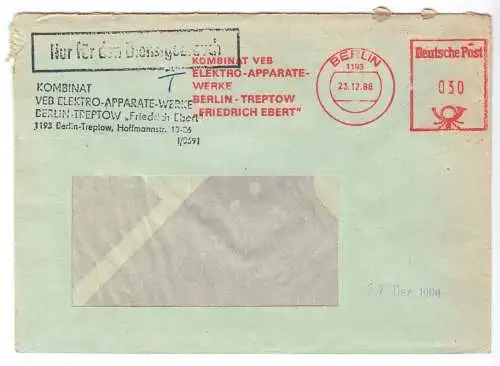 Nur für den Dienstgebrauch
KOMBINAT
VEB ELEKTRO-APPARATE-WERKE
BERLIN-TREPTOW „Friedrich Ebert"
1193 Berlin-Treptow, Hoffmannstr. 15-26
T
KOMBINAT VEB
ELEKTRO-APPARATE-
WERKE
BERLIN-TREPTOW
"FRIEDRICH EBERT"
BERLIN
1193
23.12.88
Deutsche Post
030